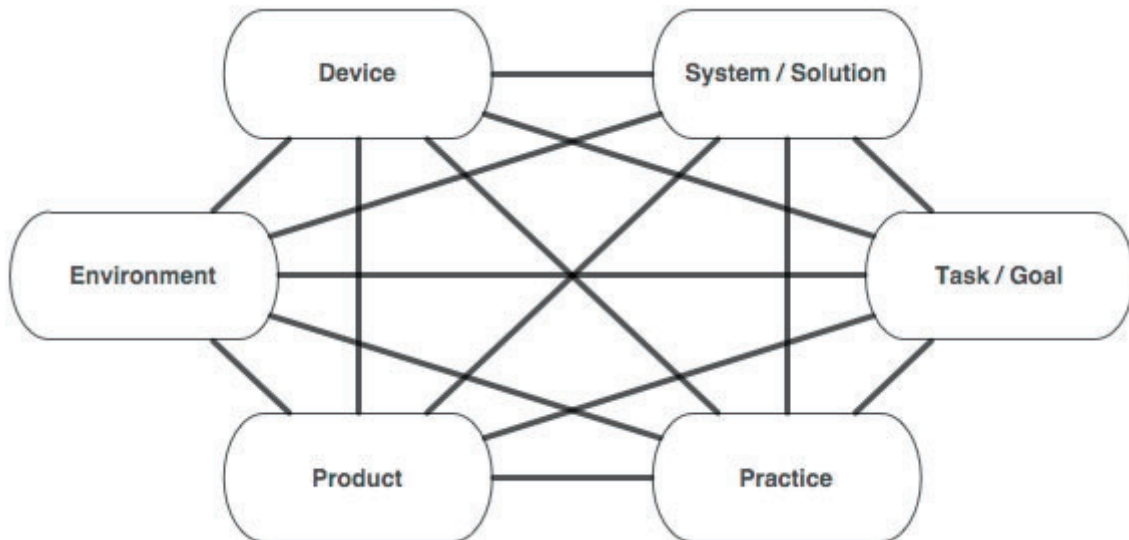 Device
System / Solution
Environment
Task / Goal
Product
Practice